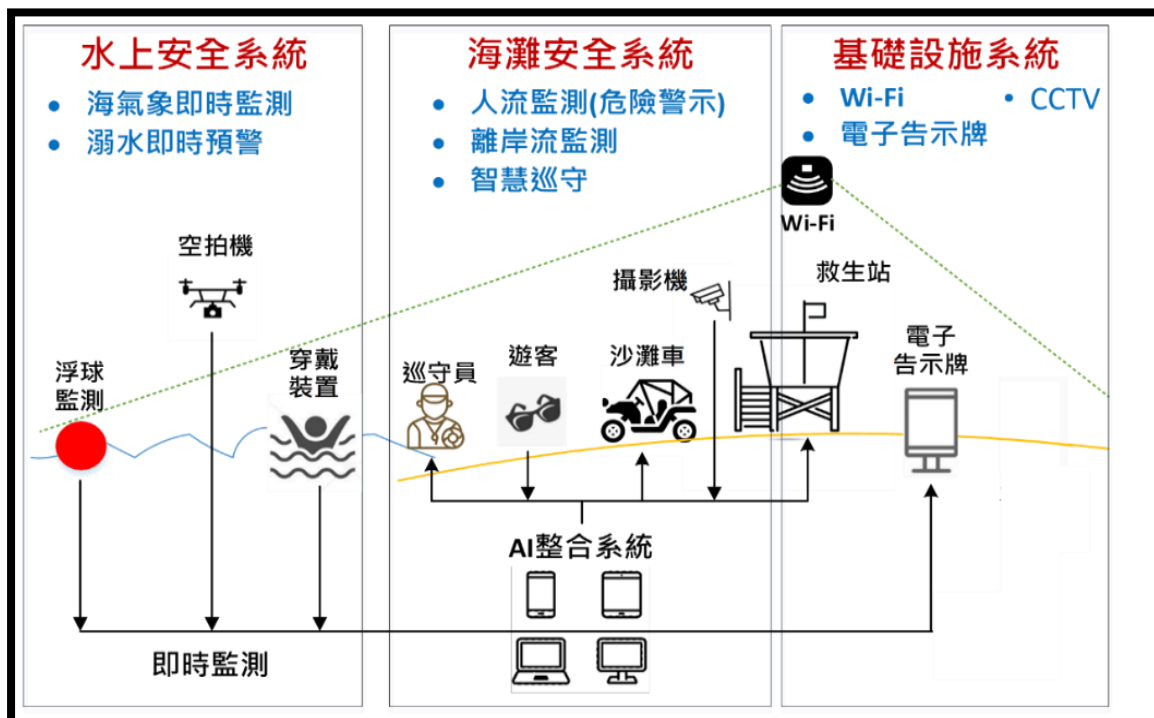 水上安全系統
• 海氣象即時監測
• 溺水即時預警
海灘安全系統
• 人流監測(危險警示)
• 離岸流監測
• 智慧巡守
基礎設施系統
• Wi-Fi
• CCTV
• 電子告示牌
Wi-Fi
空拍機
浮球
監測
穿戴
裝置
巡守員
遊客
沙灘車
攝影機
救生站
電子
告示牌
AI整合系統
即時監測